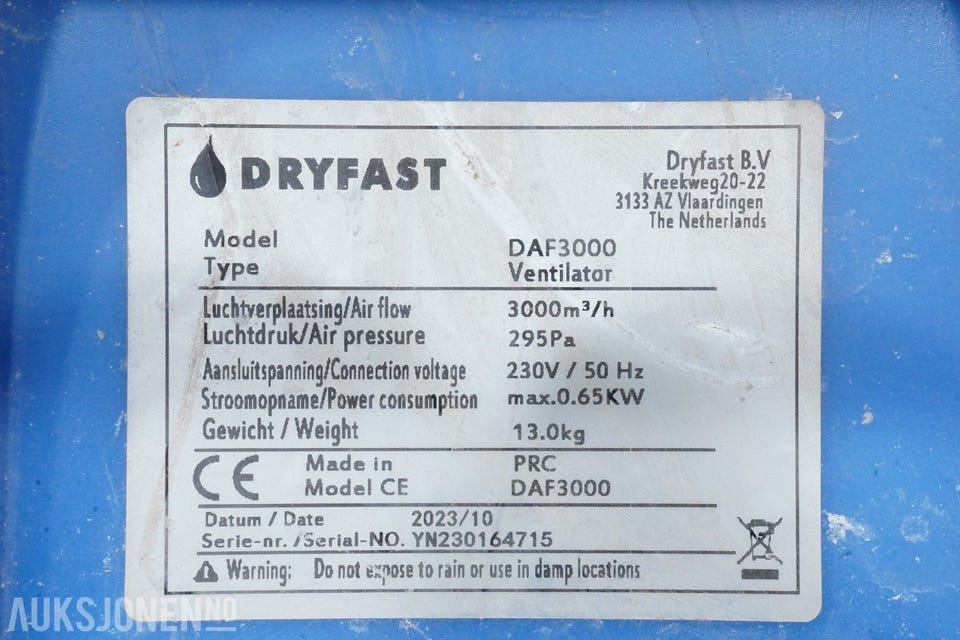 DRYFAST
Dryfast B.V
Kreekweg20-22
3133 AZ Vlaardingen
The Netherlands
Model DAF3000
Type Ventilator
Luchtverplaatsing/Air flow 3000m³/h
Luchtdruk/Air pressure 295Pa
Aansluitspanning/Connection voltage 230V / 50 Hz
Stroomopname/Power consumption max.0.65KW
Gewicht / Weight 13.0kg
CE Made in PRC
Model CE DAF3000
Datum / Date 2023/10
Serie-nr. /Serial-NO. YN230164715
Warning: Do not expose to rain or use in damp locations
AUKSJONEN.NO